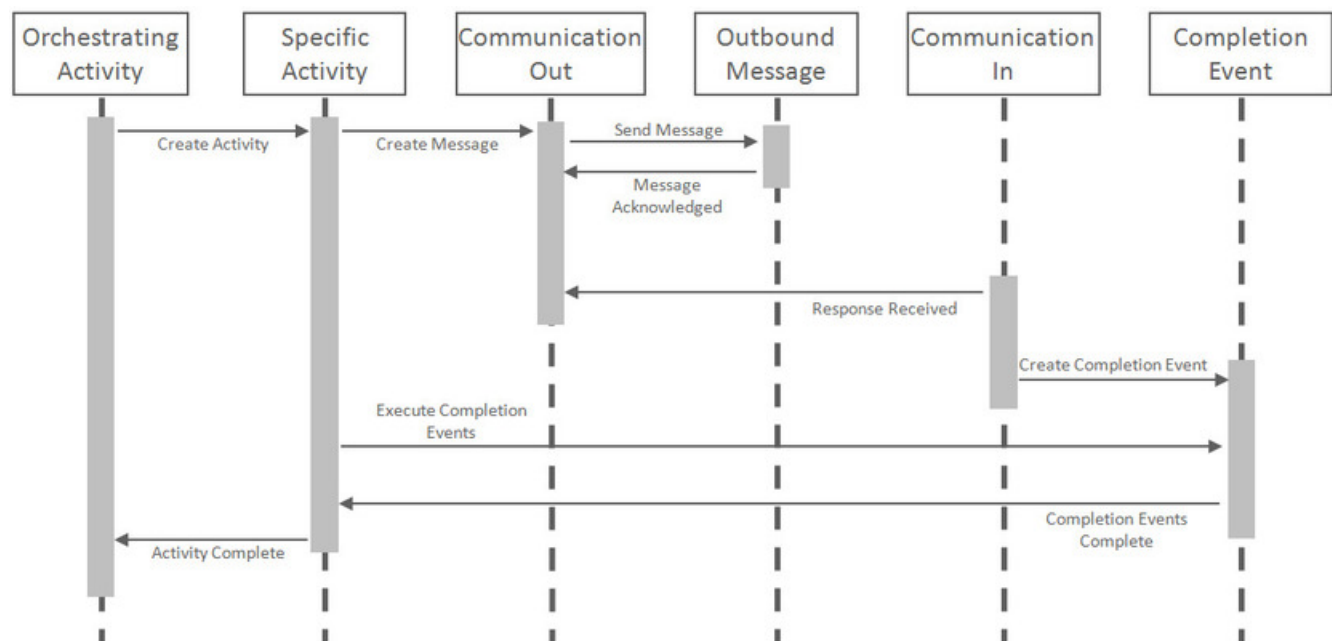 Orchestrating
Activity
Specific
Activity
Communication
Out
Outbound
Message
Communication
In
Completion
Event
Create Activity
Create Message
Send Message
Message
Acknowledged
Response Received
Create Completion Event
Execute Completion
Events
Completion Events
Complete
Activity Complete